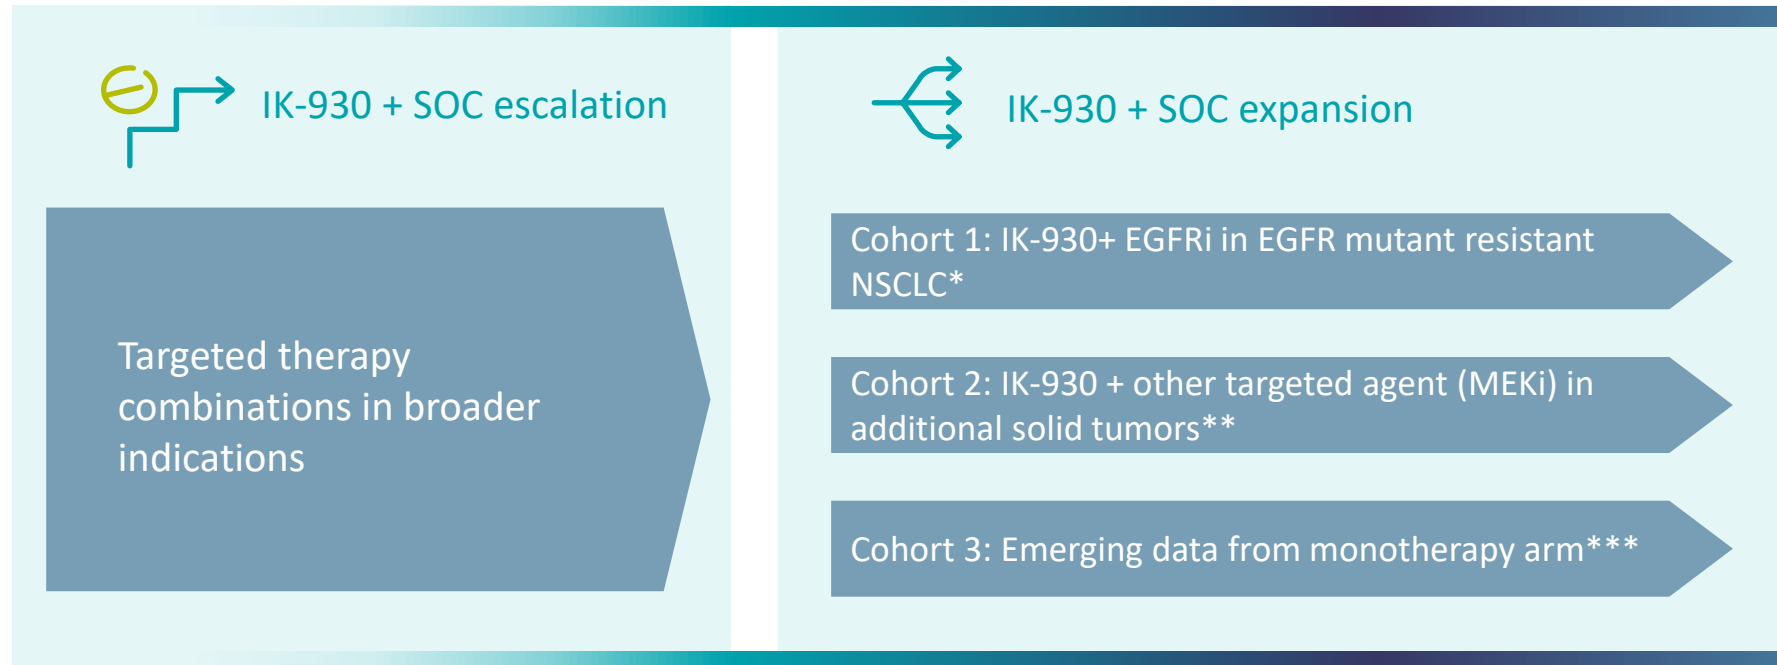 IK-930 + SOC escalation
Targeted therapy
combinations in broader
indications
IK-930 + SOC expansion
Cohort 1: IK-930+ EGFRi in EGFR mutant resistant
NSCLC*
Cohort 2: IK-930 + other targeted agent (MEKi) in
additional solid tumors**
Cohort 3: Emerging data from monotherapy arm***